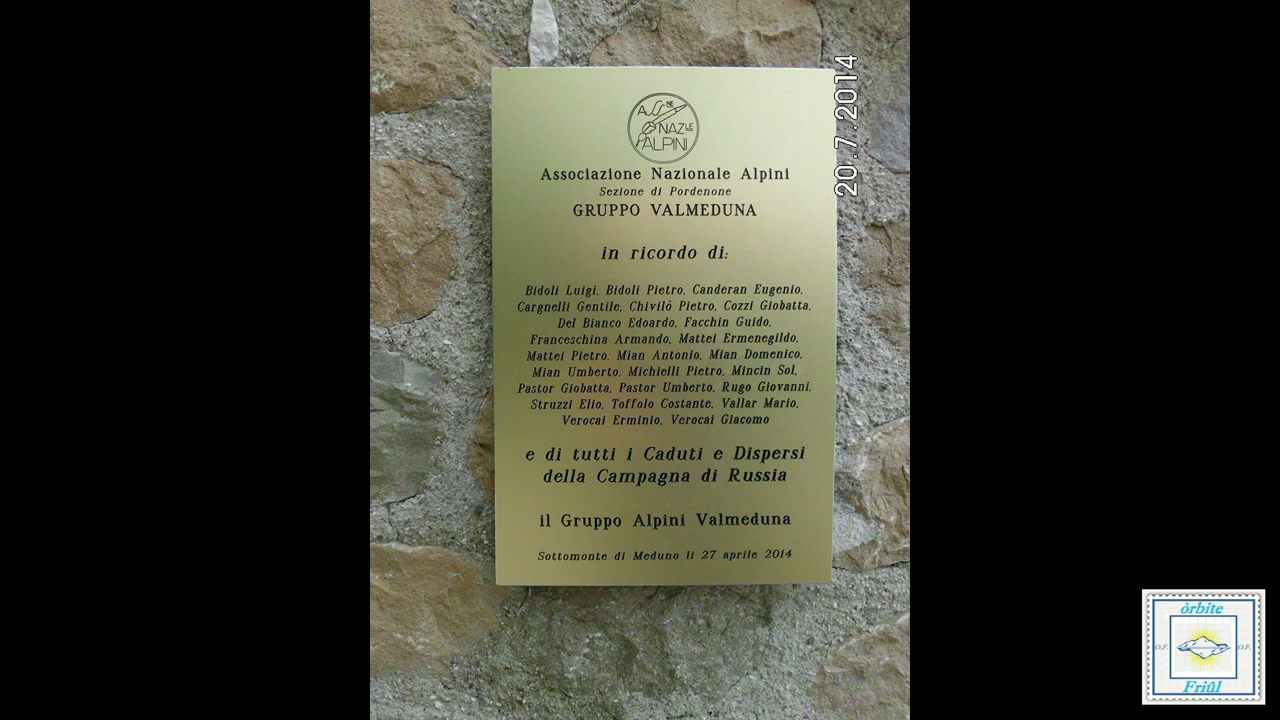 ASSNE
NAZLE
ALPINI
Associazione Nazionale Alpini
Sezione di Pordenone
GRUPPO VALMEDUNA
in ricordo di:
Bidoli Luigi, Bidoli Pietro, Canderan Eugenio,
Cargnelli Gentile, Chivilò Pietro, Cozzi Giobatta,
Del Bianco Edoardo, Facchin Guido,
Franceschina Armando, Mattei Ermenegildo,
Mattei Pietro, Mian Antonio, Mian Domenico,
Mian Umberto, Michielli Pietro, Mincin Sol,
Pastor Giobatta, Pastor Umberto, Rugo Giovanni,
Struzzi Elio, Toffolo Costante, Vallar Mario,
Verocai Erminio, Verocai Giacomo
e di tutti i Caduti e Dispersi
della Campagna di Russia
il Gruppo Alpini Valmeduna
Sottomonte di Meduno li 27 aprile 2014
20.7.2014
òrbite
O.F. O.F.
Friûl